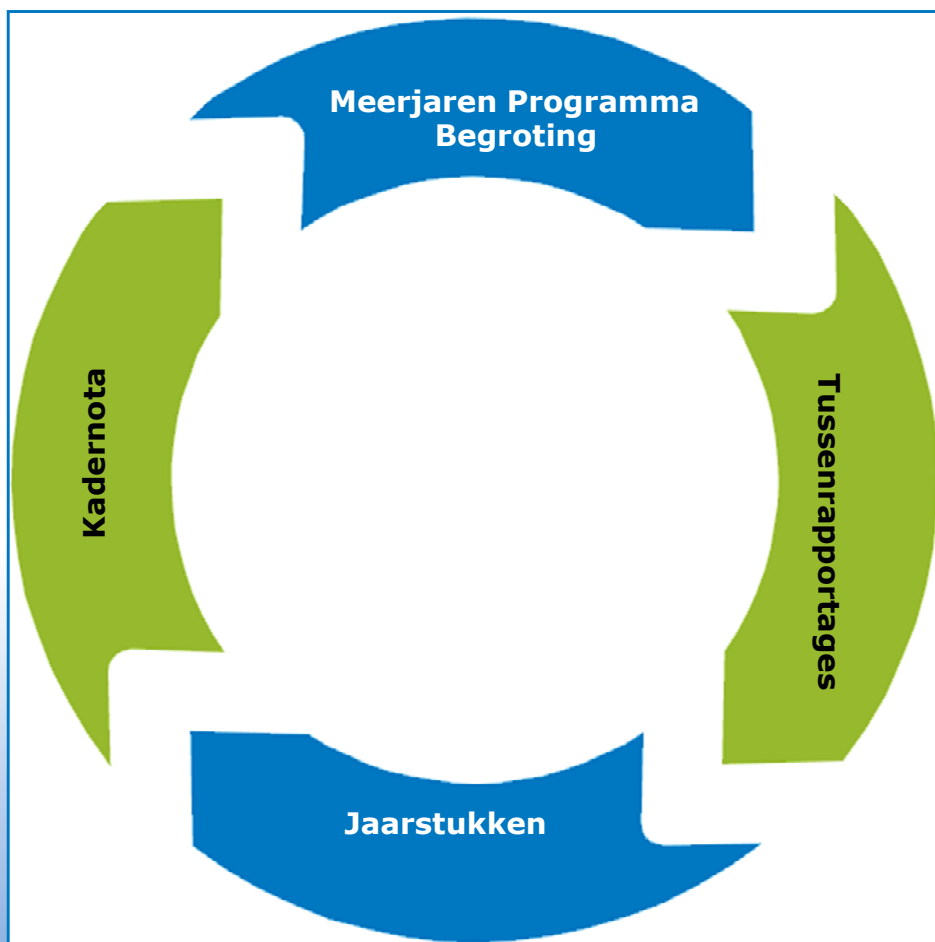 Meerjaren Programma
Begroting
Kadernota
Tussenrapportages
Jaarstukken